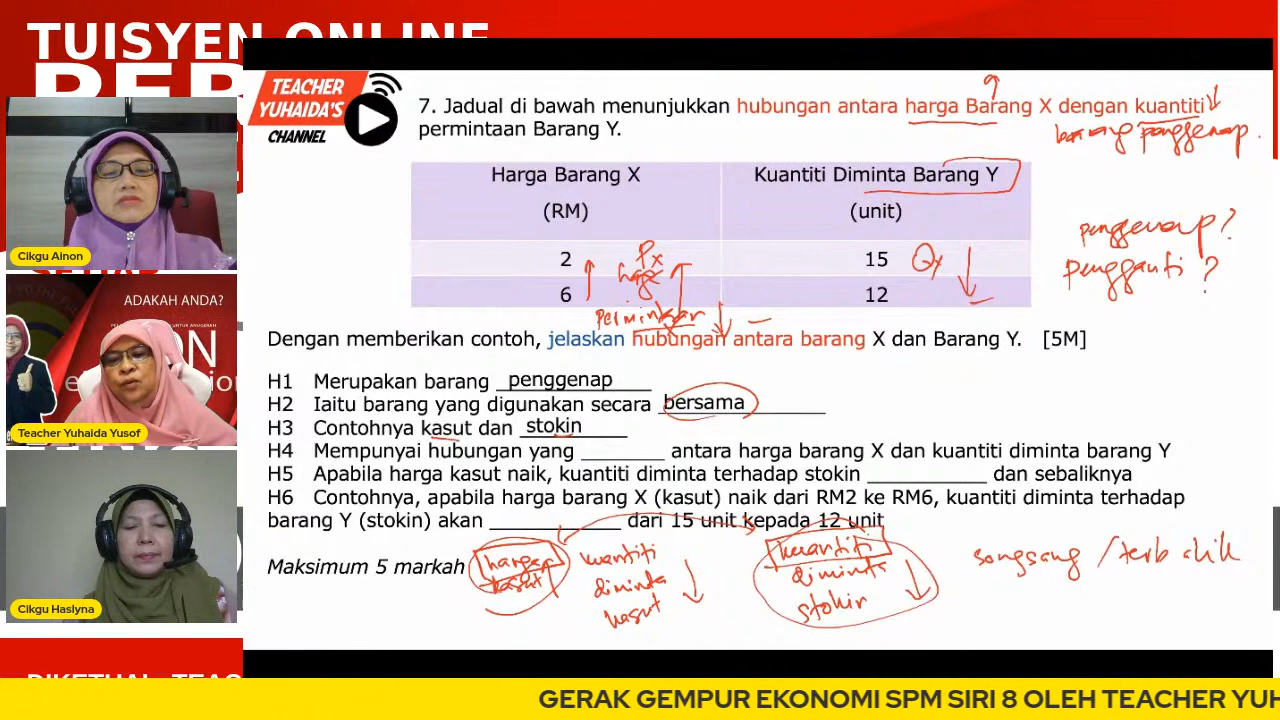 TUISYEN ONLINE
TEACHER
YUHAIDA'S
CHANNEL
7. Jadual di bawah menunjukkan hubungan antara harga Barang X dengan kuantiti
permintaan Barang Y.
barang penggenap.
Harga Barang X
(RM)
Kuantiti Diminta Barang Y
(unit)
2
15
6
12
Px
harga
Qy
permintaan
penggenap?
pengganti?
Dengan memberikan contoh, jelaskan hubungan antara barang X dan Barang Y. [5M]
H1 Merupakan barang penggenap
H2 Iaitu barang yang digunakan secara bersama
H3 Contohnya kasut dan stokin
H4 Mempunyai hubungan yang ________ antara harga barang X dan kuantiti diminta barang Y
H5 Apabila harga kasut naik, kuantiti diminta terhadap stokin ___________ dan sebaliknya
H6 Contohnya, apabila harga barang X (kasut) naik dari RM2 ke RM6, kuantiti diminta terhadap
barang Y (stokin) akan ____________ dari 15 unit kepada 12 unit
Maksimum 5 markah
harga
kasut
kuantiti
diminta
kasut
kuantiti
diminta
stokin
songsang / terbalik
Cikgu Ainon
ADAKAH ANDA?
Teacher Yuhaida Yusof
Cikgu Haslyna
GERAK GEMPUR EKONOMI SPM SIRI 8 OLEH TEACHER YUH